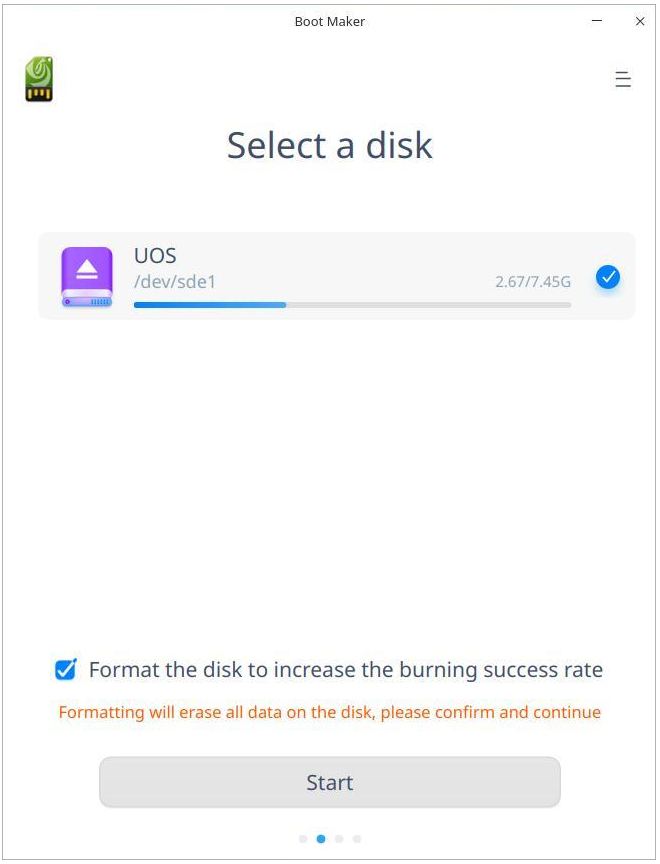 Boot Maker
Select a disk
UOS
/dev/sde1
2.67/7.45G
Format the disk to increase the burning success rate
Formatting will erase all data on the disk, please confirm and continue
Start